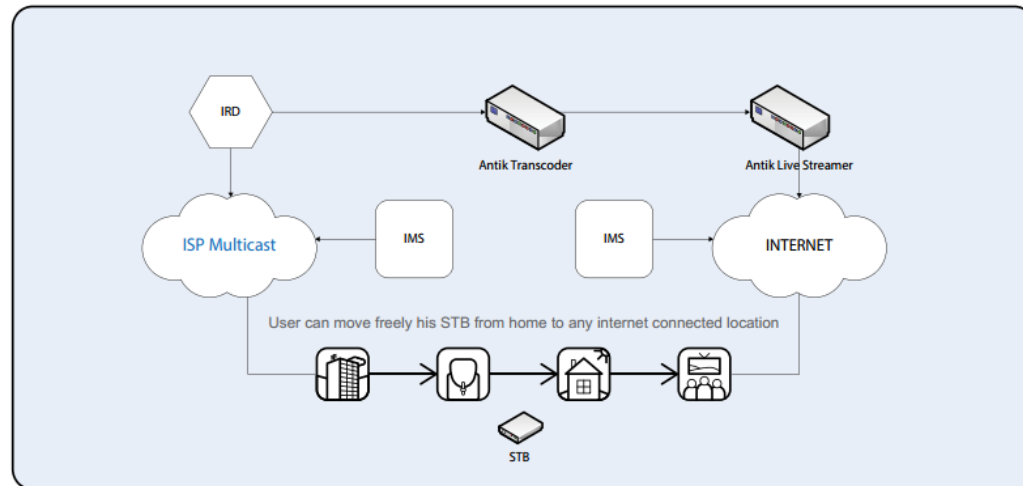 IRD
Antik Transcoder
Antik Live Streamer
ISP Multicast
IMS
IMS
INTERNET
User can move freely his STB from home to any internet connected location
STB